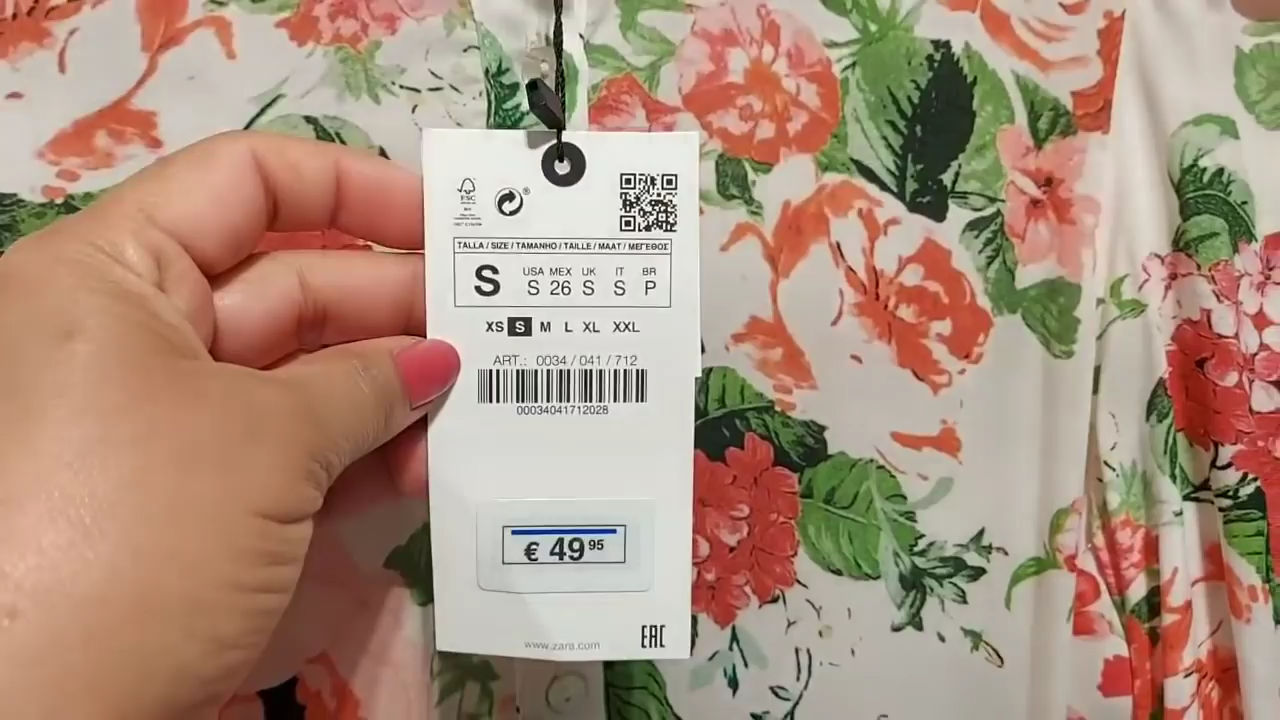 FSC
®
TALLA / SIZE / TAMANHO / TAILLE / MAAT / ΜΕΓΕΘΟΣ
S
USA MEX UK IT BR
S 26 S S P
XS S M L XL XXL
ART.: 0034 / 041 / 712
00034041712028
€ 49 95
www.zara.com
EAC